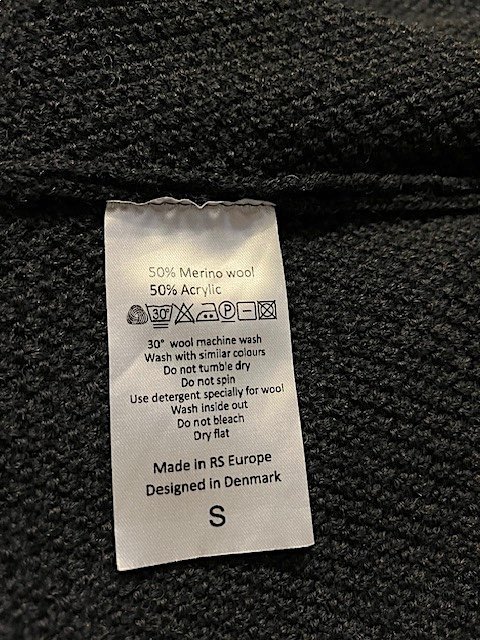 50% Merino wool
50% Acrylic
30° P
30° wool machine wash
Wash with similar colours
Do not tumble dry
Do not spin
Use detergent specially for wool
Wash inside out
Do not bleach
Dry flat
Made in RS Europe
Designed in Denmark
S